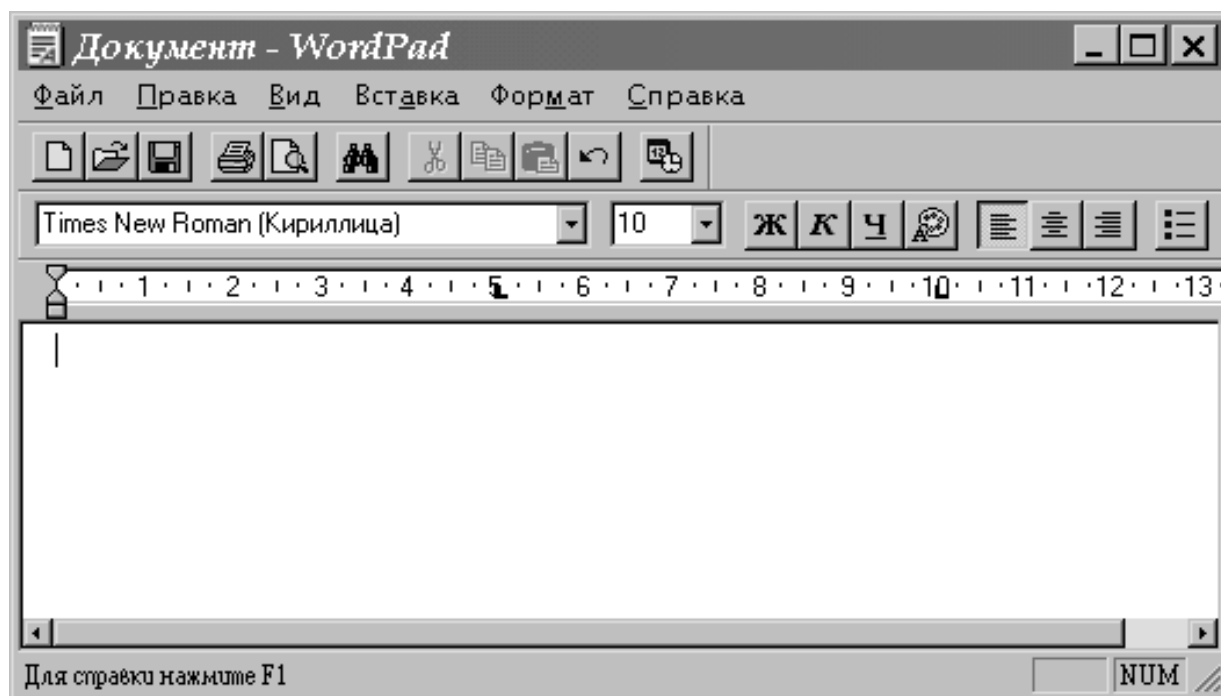 Документ - WordPad
Файл Правка Вид Вставка Формат Справка
Times New Roman (Кириллица) 10 Ж К Ч
1 2 3 4 5 6 7 8 9 10 11 12 13
Для справки нажмите F1 NUM